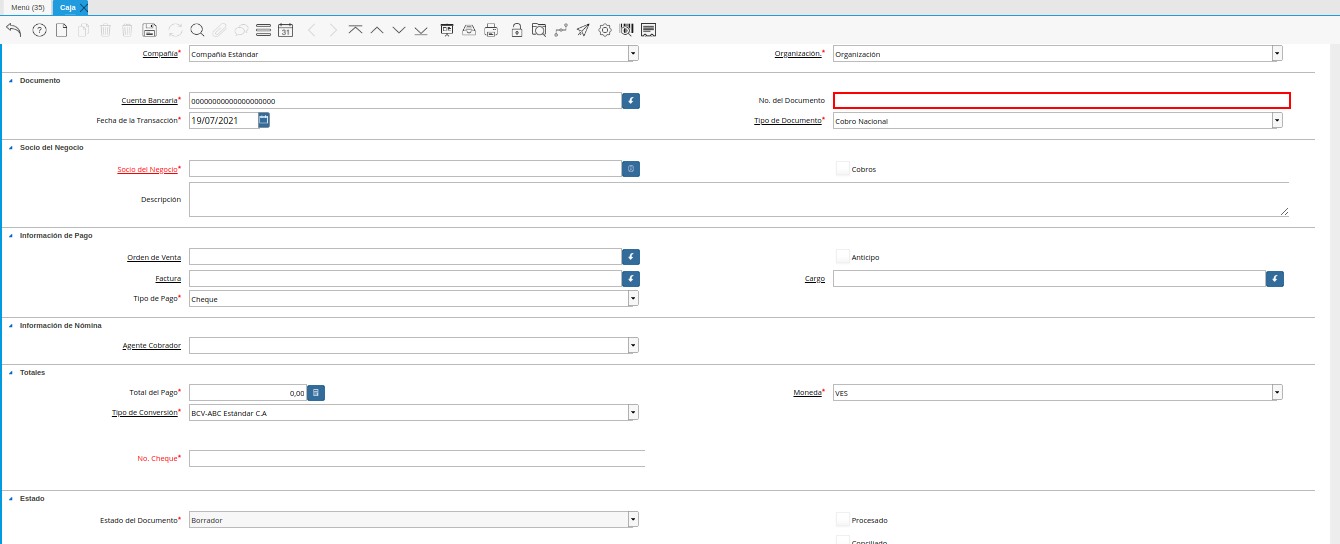 Menú (35) Caja
31
Compañía* Compañía Estándar Organización.* Organización
Documento
Cuenta Bancaria* 00000000000000000000 No. del Documento
Fecha de la Transacción* 19/07/2021 Tipo de Documento* Cobro Nacional
Socio del Negocio
Socio del Negocio* Cobros
Descripción
Información de Pago
Orden de Venta Anticipo
Factura Cargo
Tipo de Pago* Cheque
Información de Nómina
Agente Cobrador
Totales
Total del Pago* 0,00 Moneda* VES
Tipo de Conversión* BCV-ABC Estándar C.A
No. Cheque*
Estado
Estado del Documento* Borrador Procesado
Conciliado